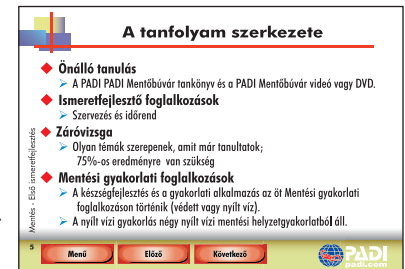 A tanfolyam szerkezete
Önálló tanulás
A PADI PADI Mentőbúvár tankönyv és a PADI Mentőbúvár videó vagy DVD.
Ismeretfejlesztő foglalkozások
Szervezés és időrend
Záróvizsga
Olyan témák szerepenek, amit már tanultatok;
75%-os eredményre van szükség
Mentési gyakorlati foglalkozások
A készségfejlesztés és a gyakorlati alkalmazás az öt Mentési gyakorlati
foglalkozáson történik (védett vagy nyílt víz).
A nyílt vízi gyakorlás négy nyílt vízi mentési helyzetgyakorlatból áll.
Mentés - Első ismeretfejlesztés
5
Menü
Előző
Következő
PADI
padi.com